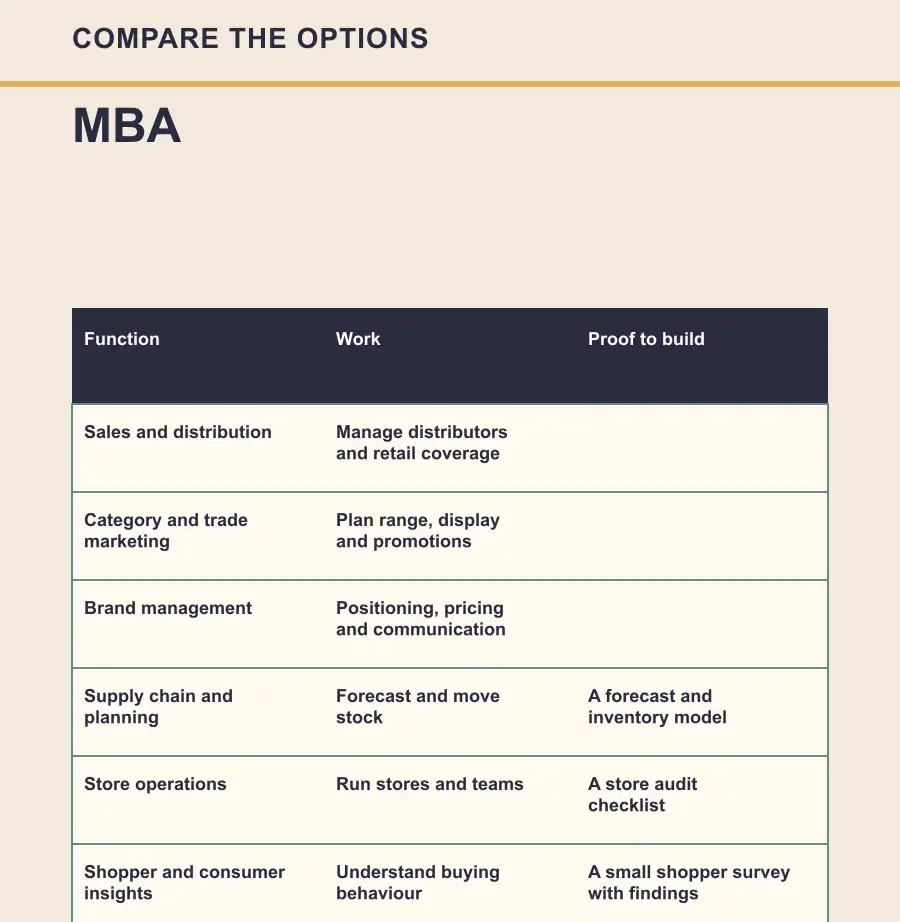 COMPARE THE OPTIONS
MBA
Function Work Proof to build
Sales and distribution Manage distributors
and retail coverage
Category and trade Plan range, display
marketing and promotions
Brand management Positioning, pricing
and communication
Supply chain and Forecast and move A forecast and
planning stock inventory model
Store operations Run stores and teams A store audit
checklist
Shopper and consumer Understand buying A small shopper survey
insights behaviour with findings